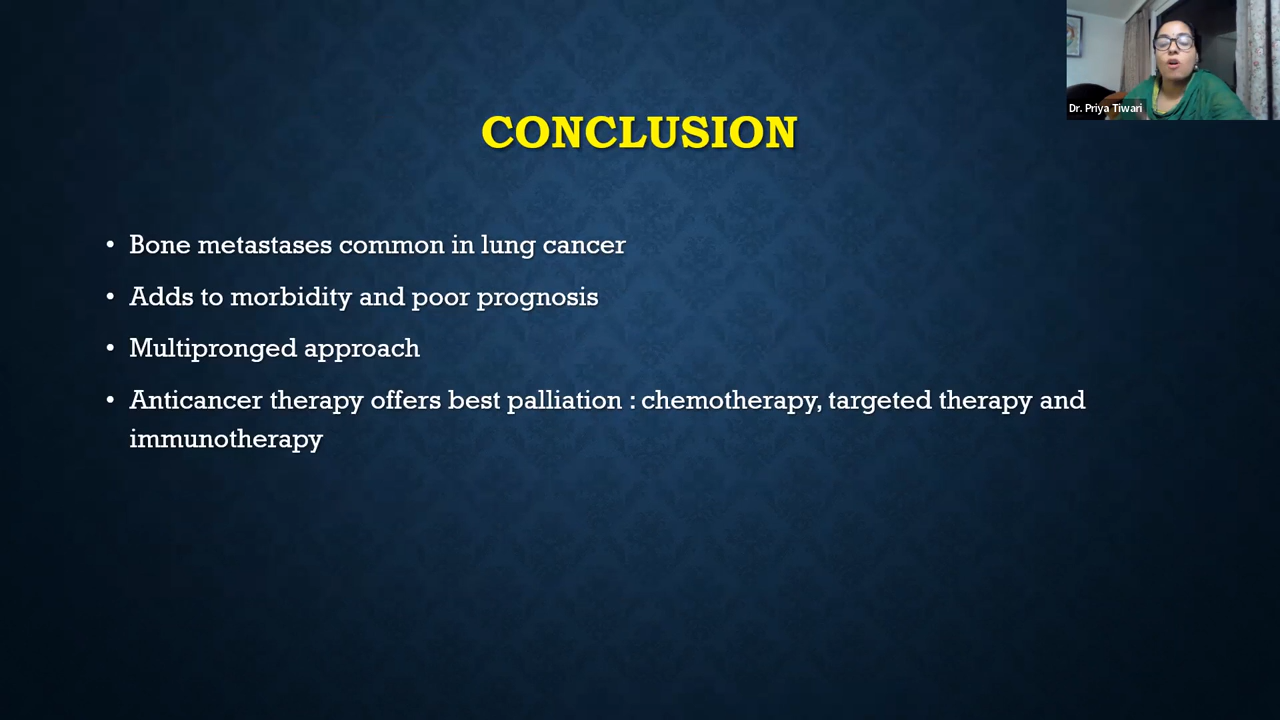 Dr. Priya Tiwari
CONCLUSION
• Bone metastases common in lung cancer
• Adds to morbidity and poor prognosis
• Multipronged approach
• Anticancer therapy offers best palliation : chemotherapy, targeted therapy and
immunotherapy